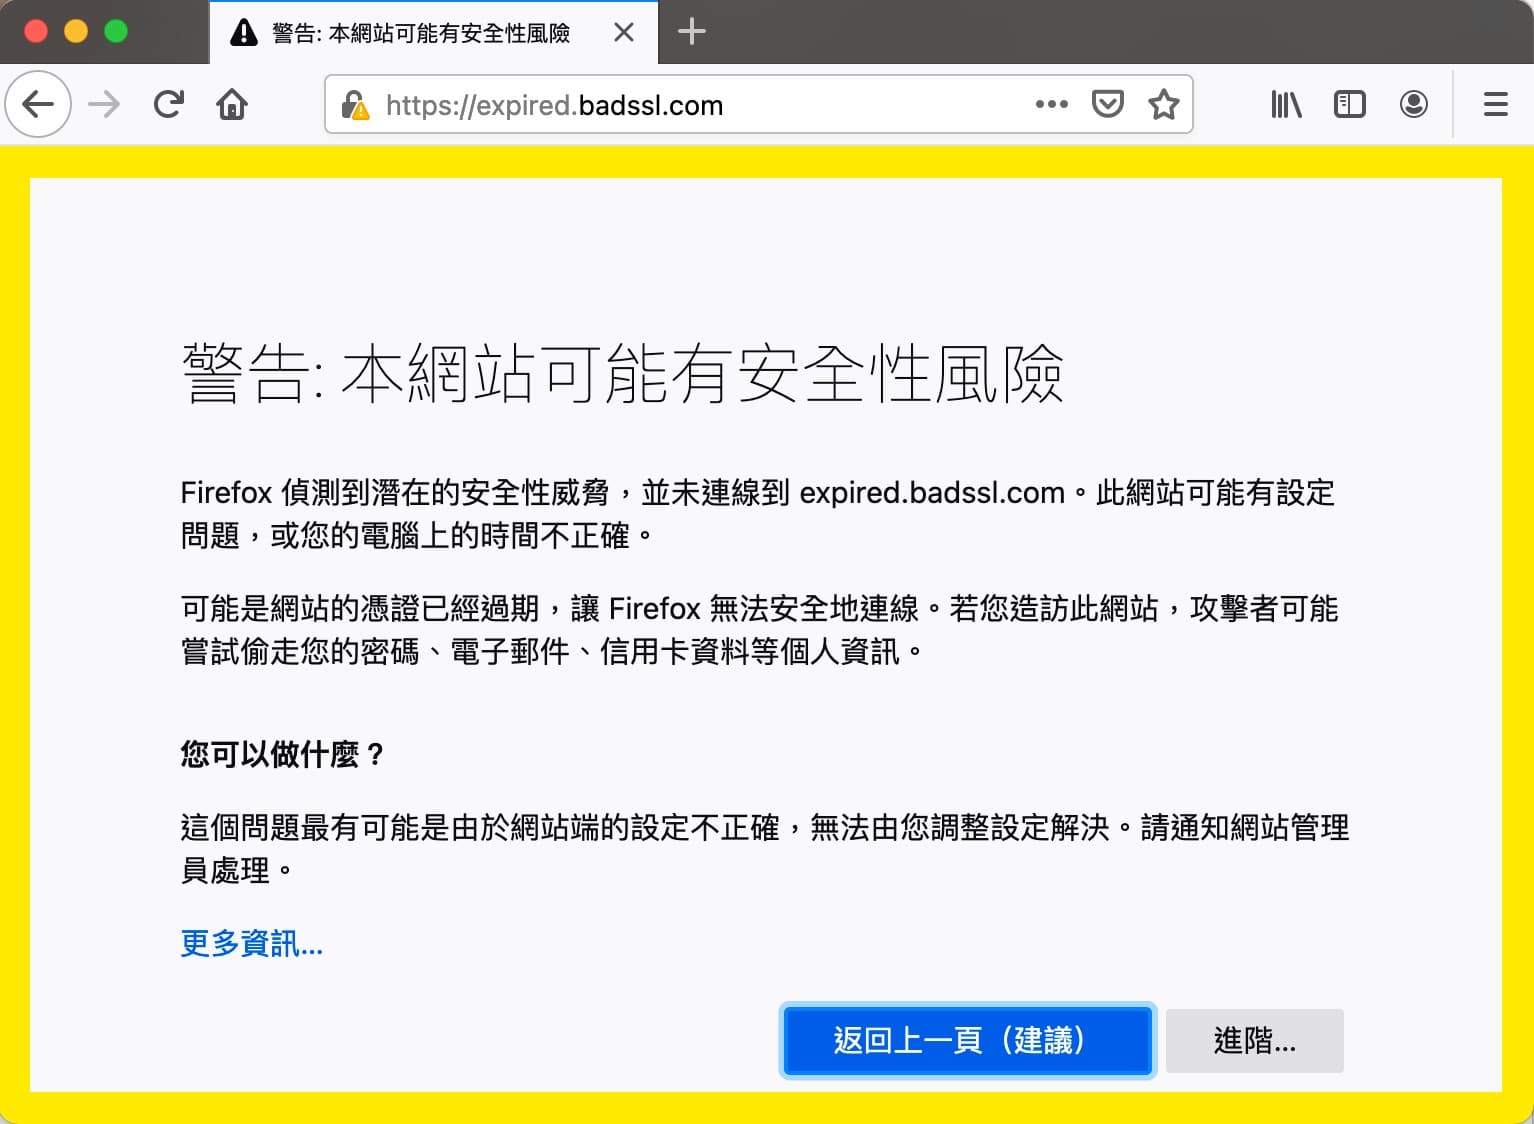 警告: 本網站可能有安全性風險
https://expired.badssl.com
警告: 本網站可能有安全性風險
Firefox 偵測到潛在的安全性威脅，並未連線到 expired.badssl.com。此網站可能有設定
問題，或您的電腦上的時間不正確。
可能是網站的憑證已經過期，讓 Firefox 無法安全地連線。若您造訪此網站，攻擊者可能
嘗試偷走您的密碼、電子郵件、信用卡資料等個人資訊。
您可以做什麼？
這個問題最有可能是由於網站端的設定不正確，無法由您調整設定解決。請通知網站管理
員處理。
更多資訊…
返回上一頁（建議）
進階…